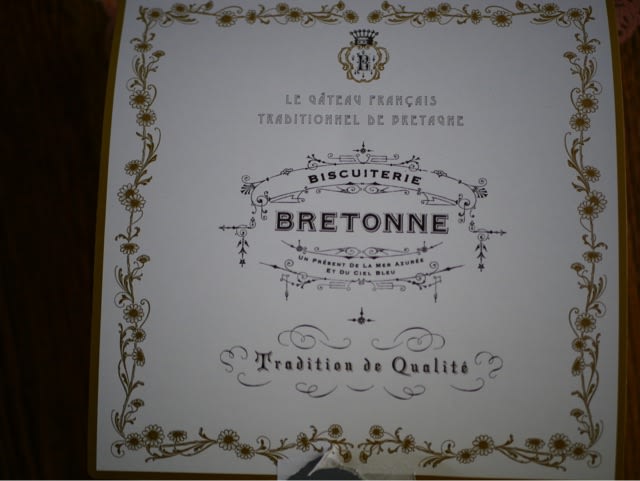 B
LE GÂTEAU FRANÇAIS
TRADITIONNEL DE BRETAGNE
BISCUITERIE
BRETONNE
UN PRÉSENT DE LA MER AZURÉE
ET DU CIEL BLEU
Tradition de Qualité